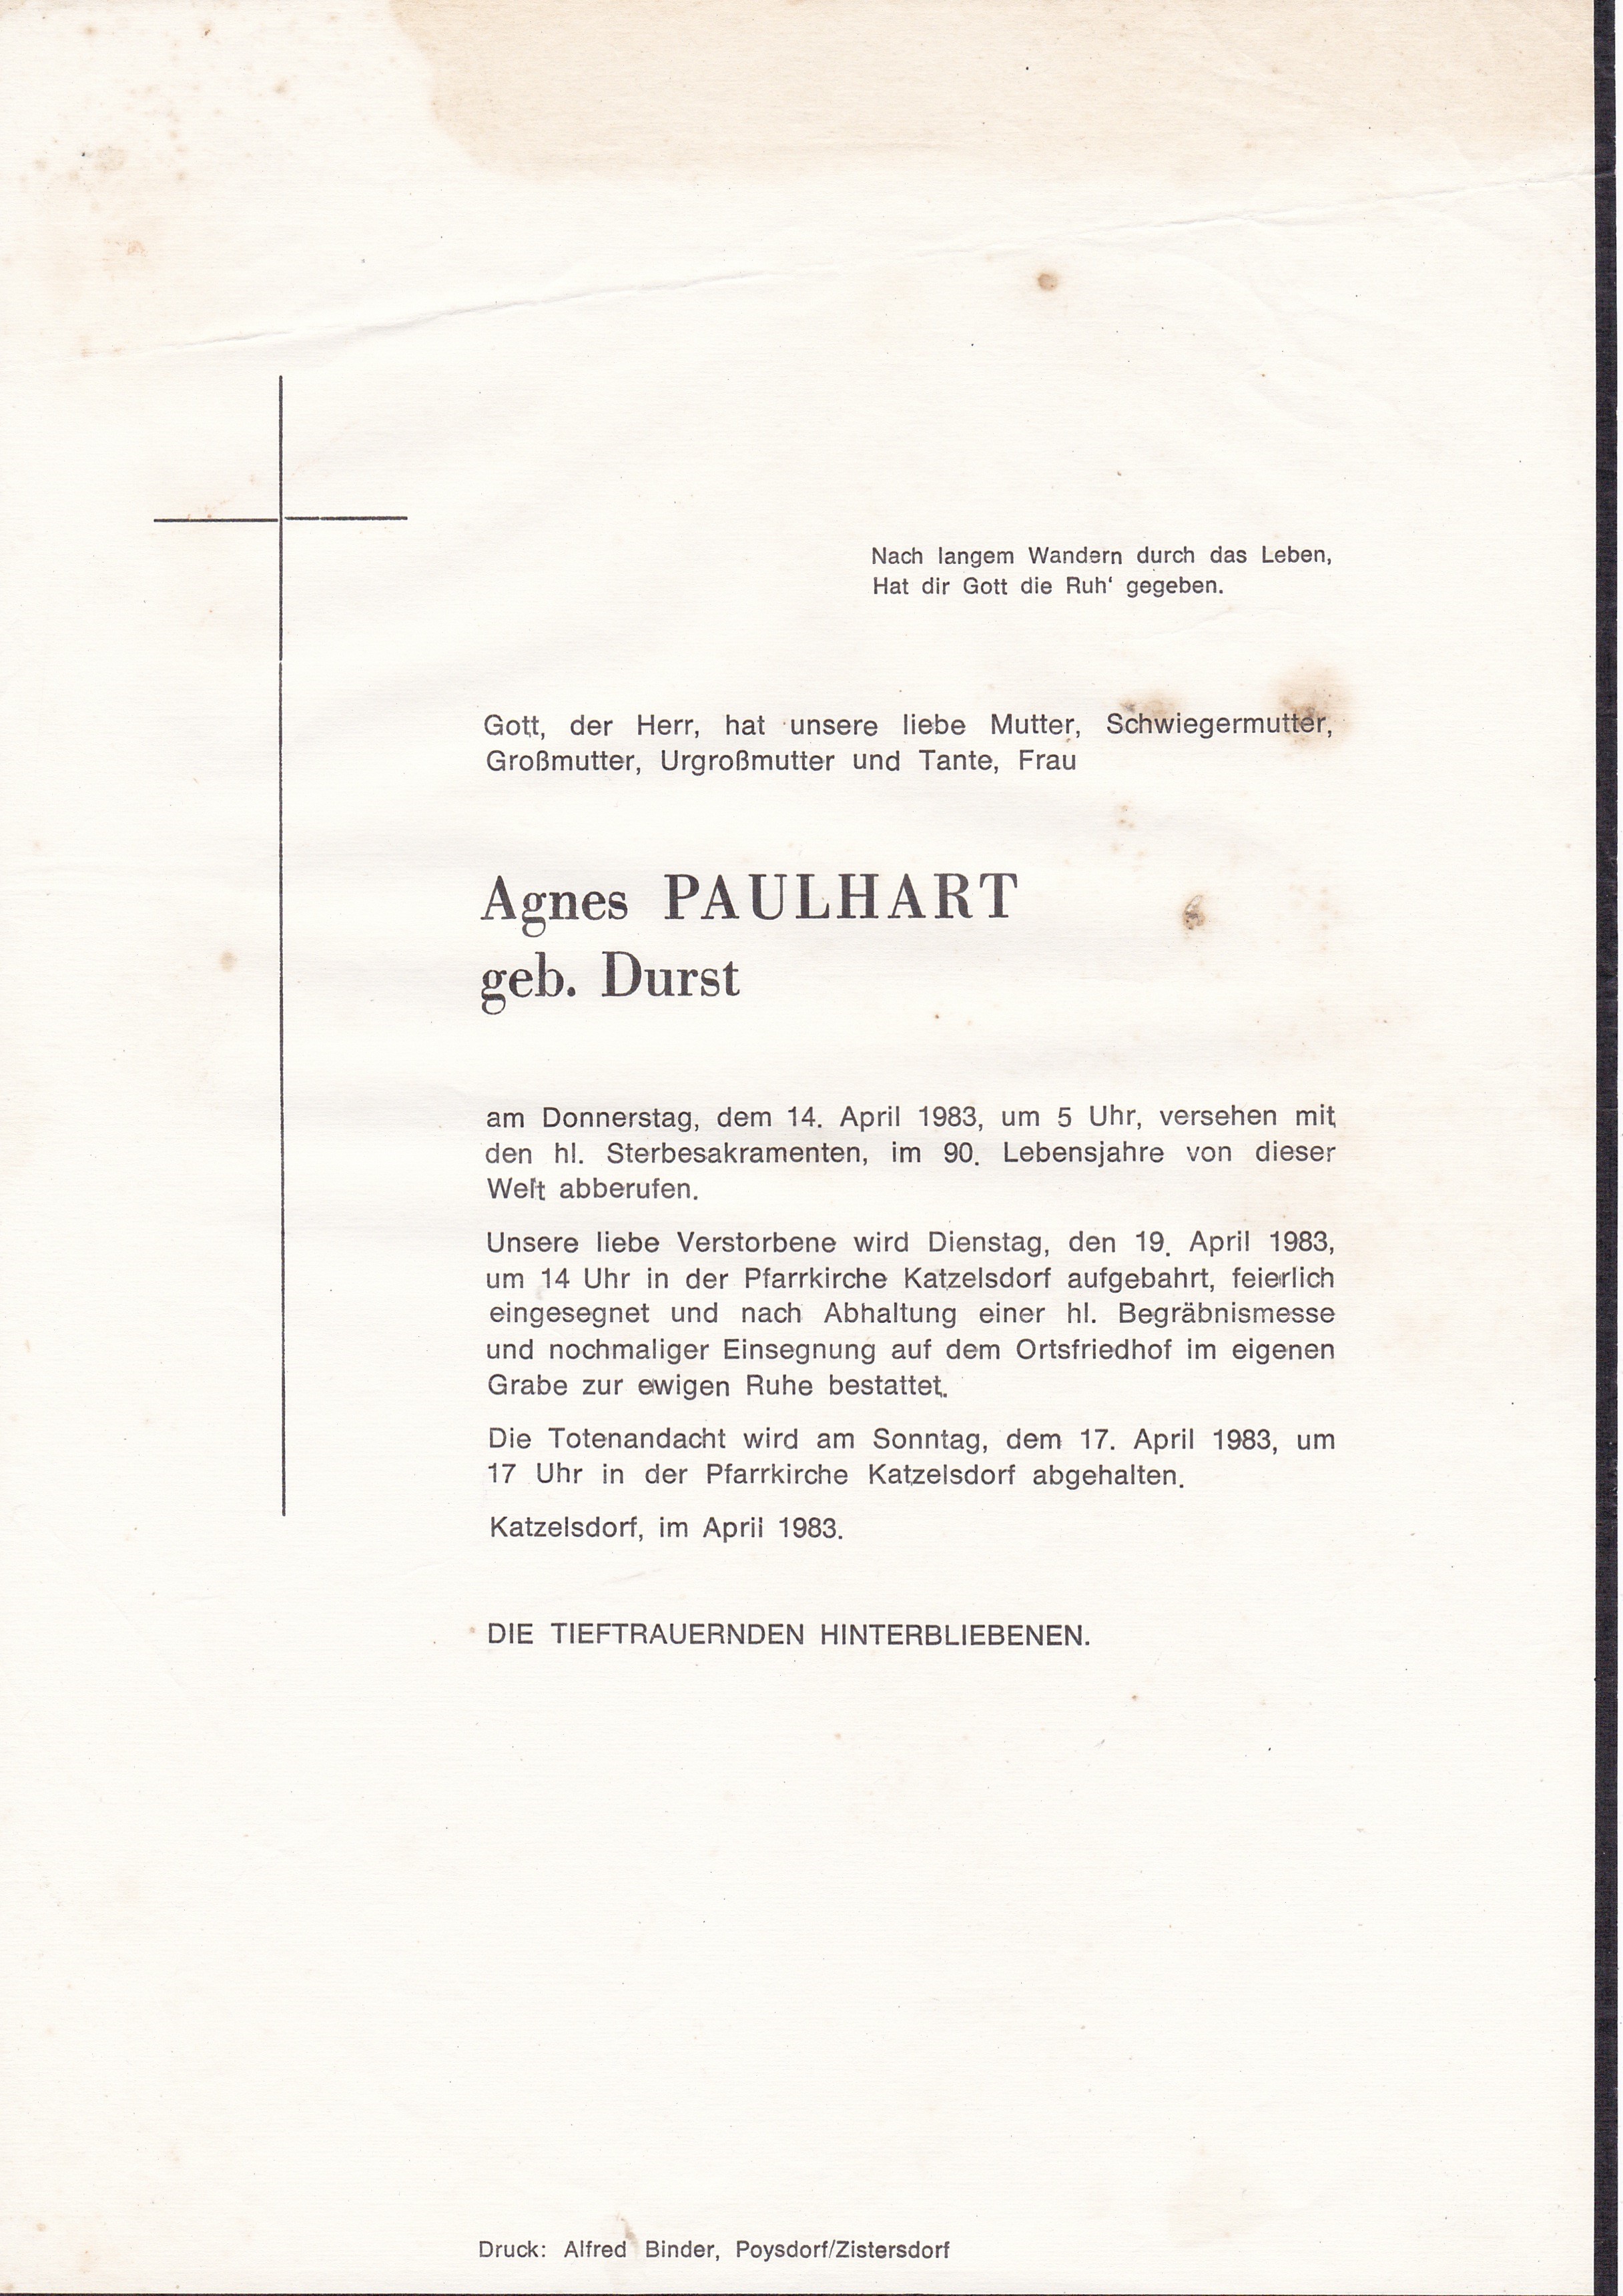 Nach langem Wandern durch das Leben,
Hat dir Gott die Ruh' gegeben.
Gott, der Herr, hat unsere liebe Mutter, Schwiegermutter,
Großmutter, Urgroßmutter und Tante, Frau
Agnes PAULHART
geb. Durst
am Donnerstag, dem 14. April 1983, um 5 Uhr, versehen mit
den hl. Sterbesakramenten, im 90. Lebensjahre von dieser
Welt abberufen.
Unsere liebe Verstorbene wird Dienstag, den 19. April 1983,
um 14 Uhr in der Pfarrkirche Katzelsdorf aufgebahrt, feierlich
eingesegnet und nach Abhaltung einer hl. Begräbnismesse
und nochmaliger Einsegnung auf dem Ortsfriedhof im eigenen
Grabe zur ewigen Ruhe bestattet.
Die Totenandacht wird am Sonntag, dem 17. April 1983, um
17 Uhr in der Pfarrkirche Katzelsdorf abgehalten.
Katzelsdorf, im April 1983.
DIE TIEFTRAUERNDEN HINTERBLIEBENEN.
Druck: Alfred Binder, Poysdorf/Zistersdorf